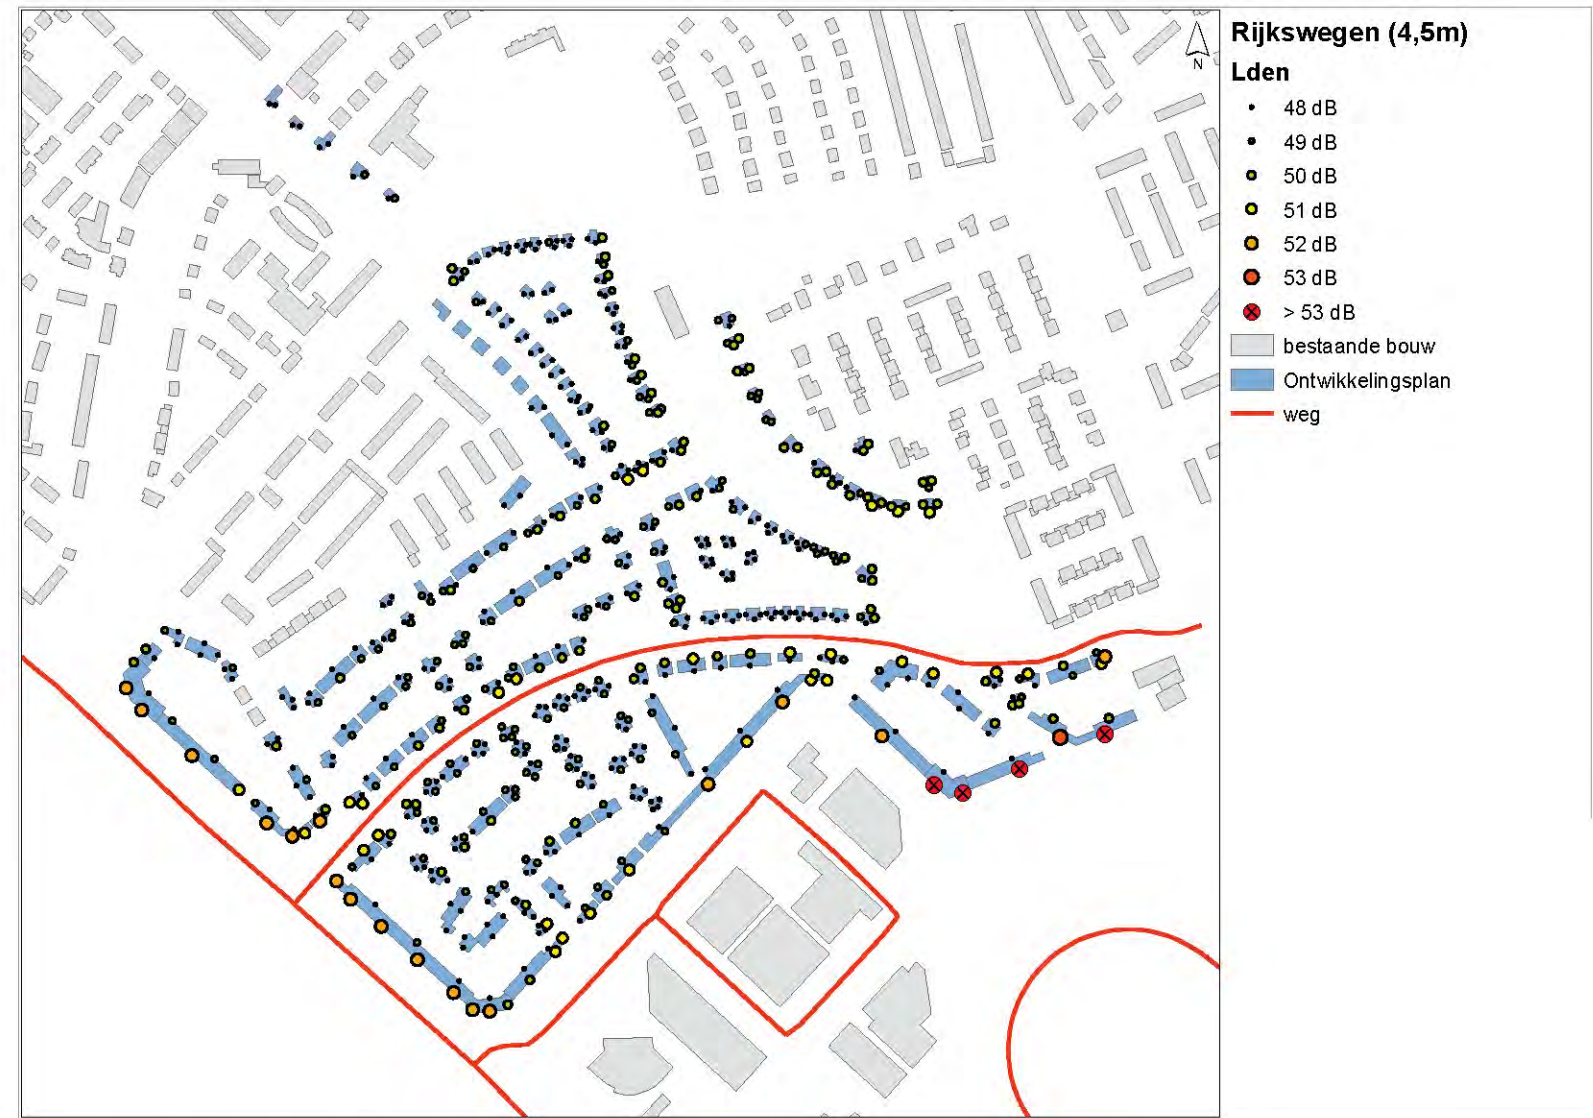 Rijkswegen (4,5m)
Lden
48 dB
49 dB
50 dB
51 dB
52 dB
53 dB
> 53 dB
bestaande bouw
Ontwikkelingsplan
weg
N